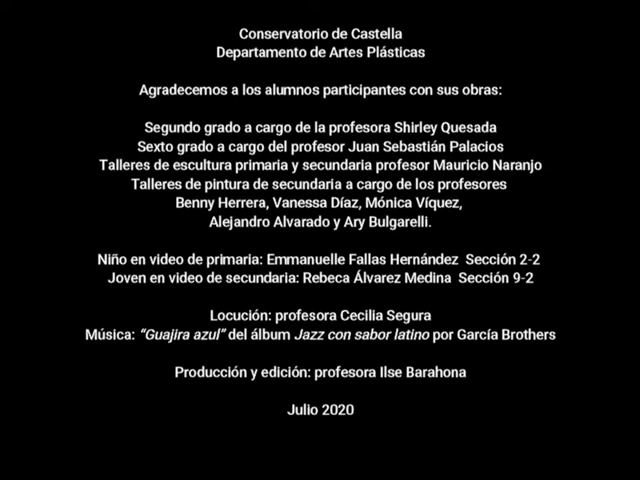 Conservatorio de Castella
Departamento de Artes Plásticas
Agradecemos a los alumnos participantes con sus obras:
Segundo grado a cargo de la profesora Shirley Quesada
Sexto grado a cargo del profesor Juan Sebastián Palacios
Talleres de escultura primaria y secundaria profesor Mauricio Naranjo
Talleres de pintura de secundaria a cargo de los profesores
Benny Herrera, Vanessa Díaz, Mónica Víquez,
Alejandro Alvarado y Ary Bulgarelli.
Niño en video de primaria: Emmanuelle Fallas Hernández Sección 2-2
Joven en video de secundaria: Rebeca Álvarez Medina Sección 9-2
Locución: profesora Cecilia Segura
Música: “Guajira azul” del álbum Jazz con sabor latino por García Brothers
Producción y edición: profesora Ilse Barahona
Julio 2020